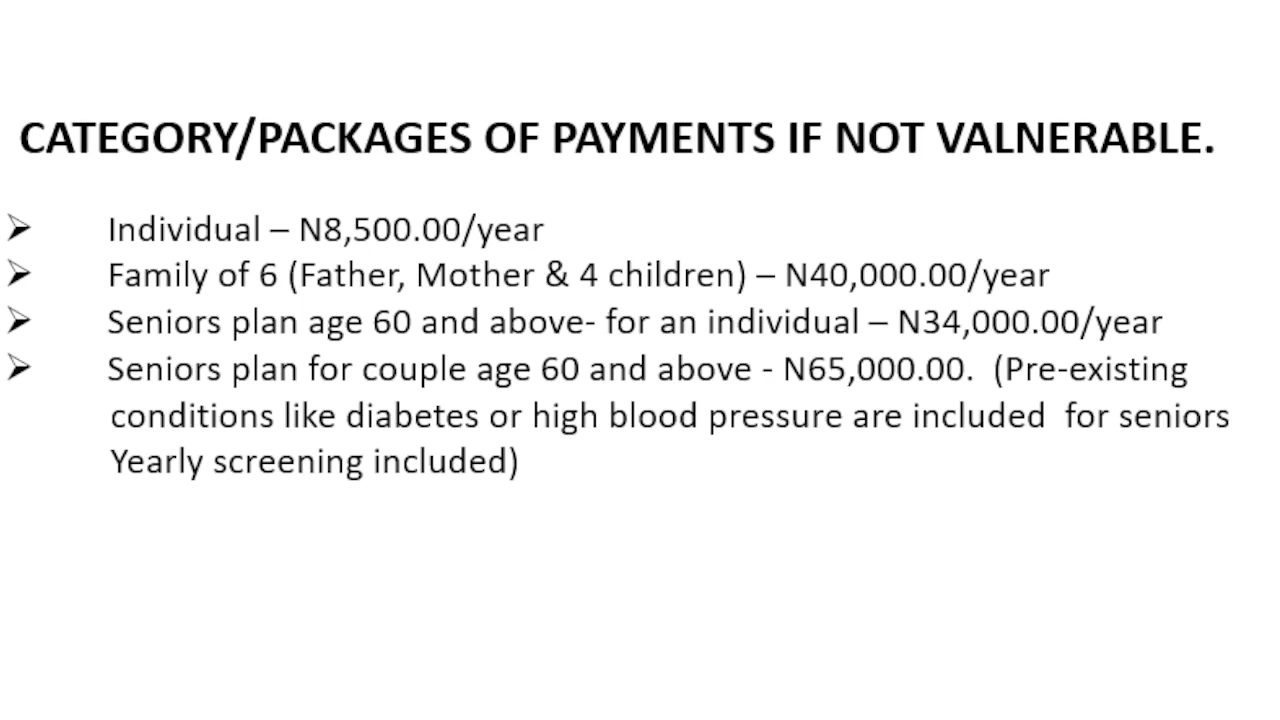 CATEGORY/PACKAGES OF PAYMENTS IF NOT VALNERABLE.
➢ Individual – N8,500.00/year
➢ Family of 6 (Father, Mother & 4 children) – N40,000.00/year
➢ Seniors plan age 60 and above- for an individual – N34,000.00/year
➢ Seniors plan for couple age 60 and above - N65,000.00.  (Pre-existing
conditions like diabetes or high blood pressure are included  for seniors
Yearly screening included)